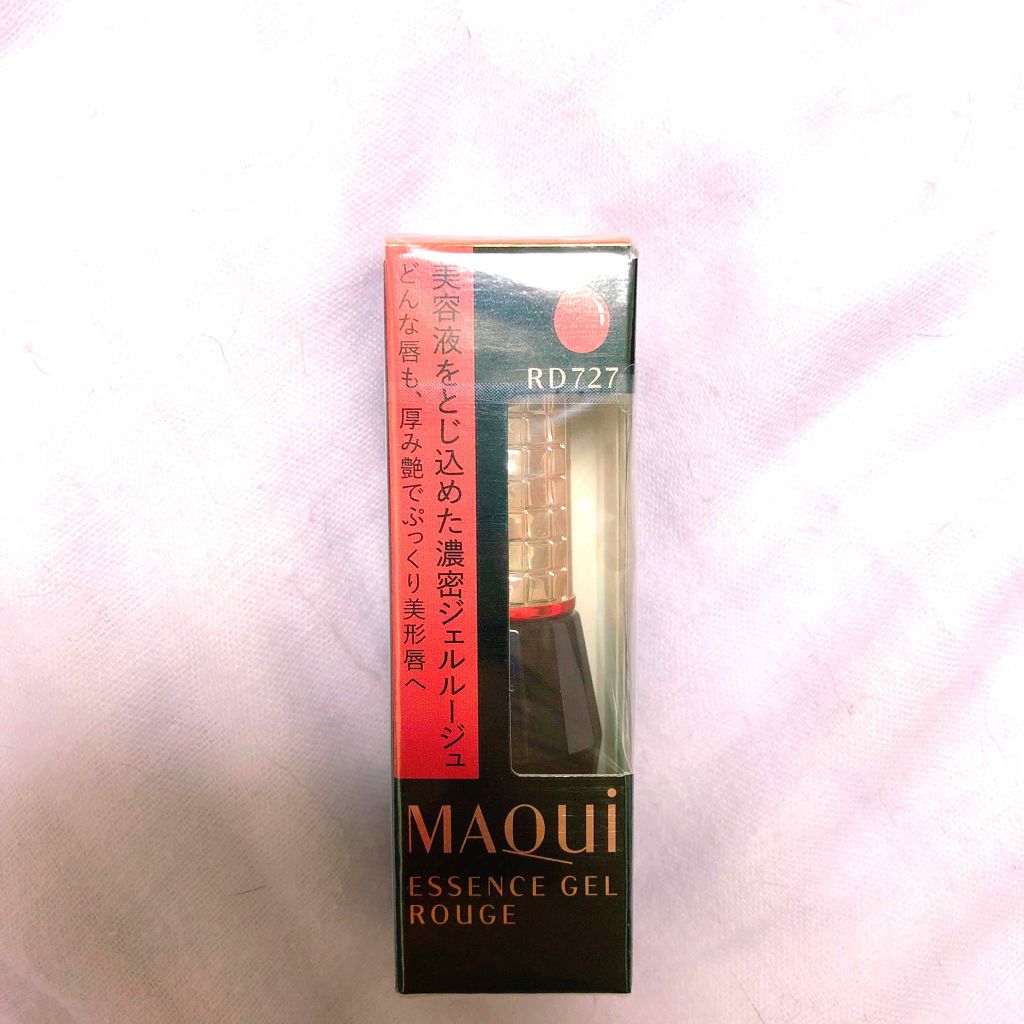 美容液をとじ込めた濃密ジェルルージュ
どんな唇も、厚み艶でぷっくり美形唇へ
RD727
MAQUi
ESSENCE GEL
ROUGE